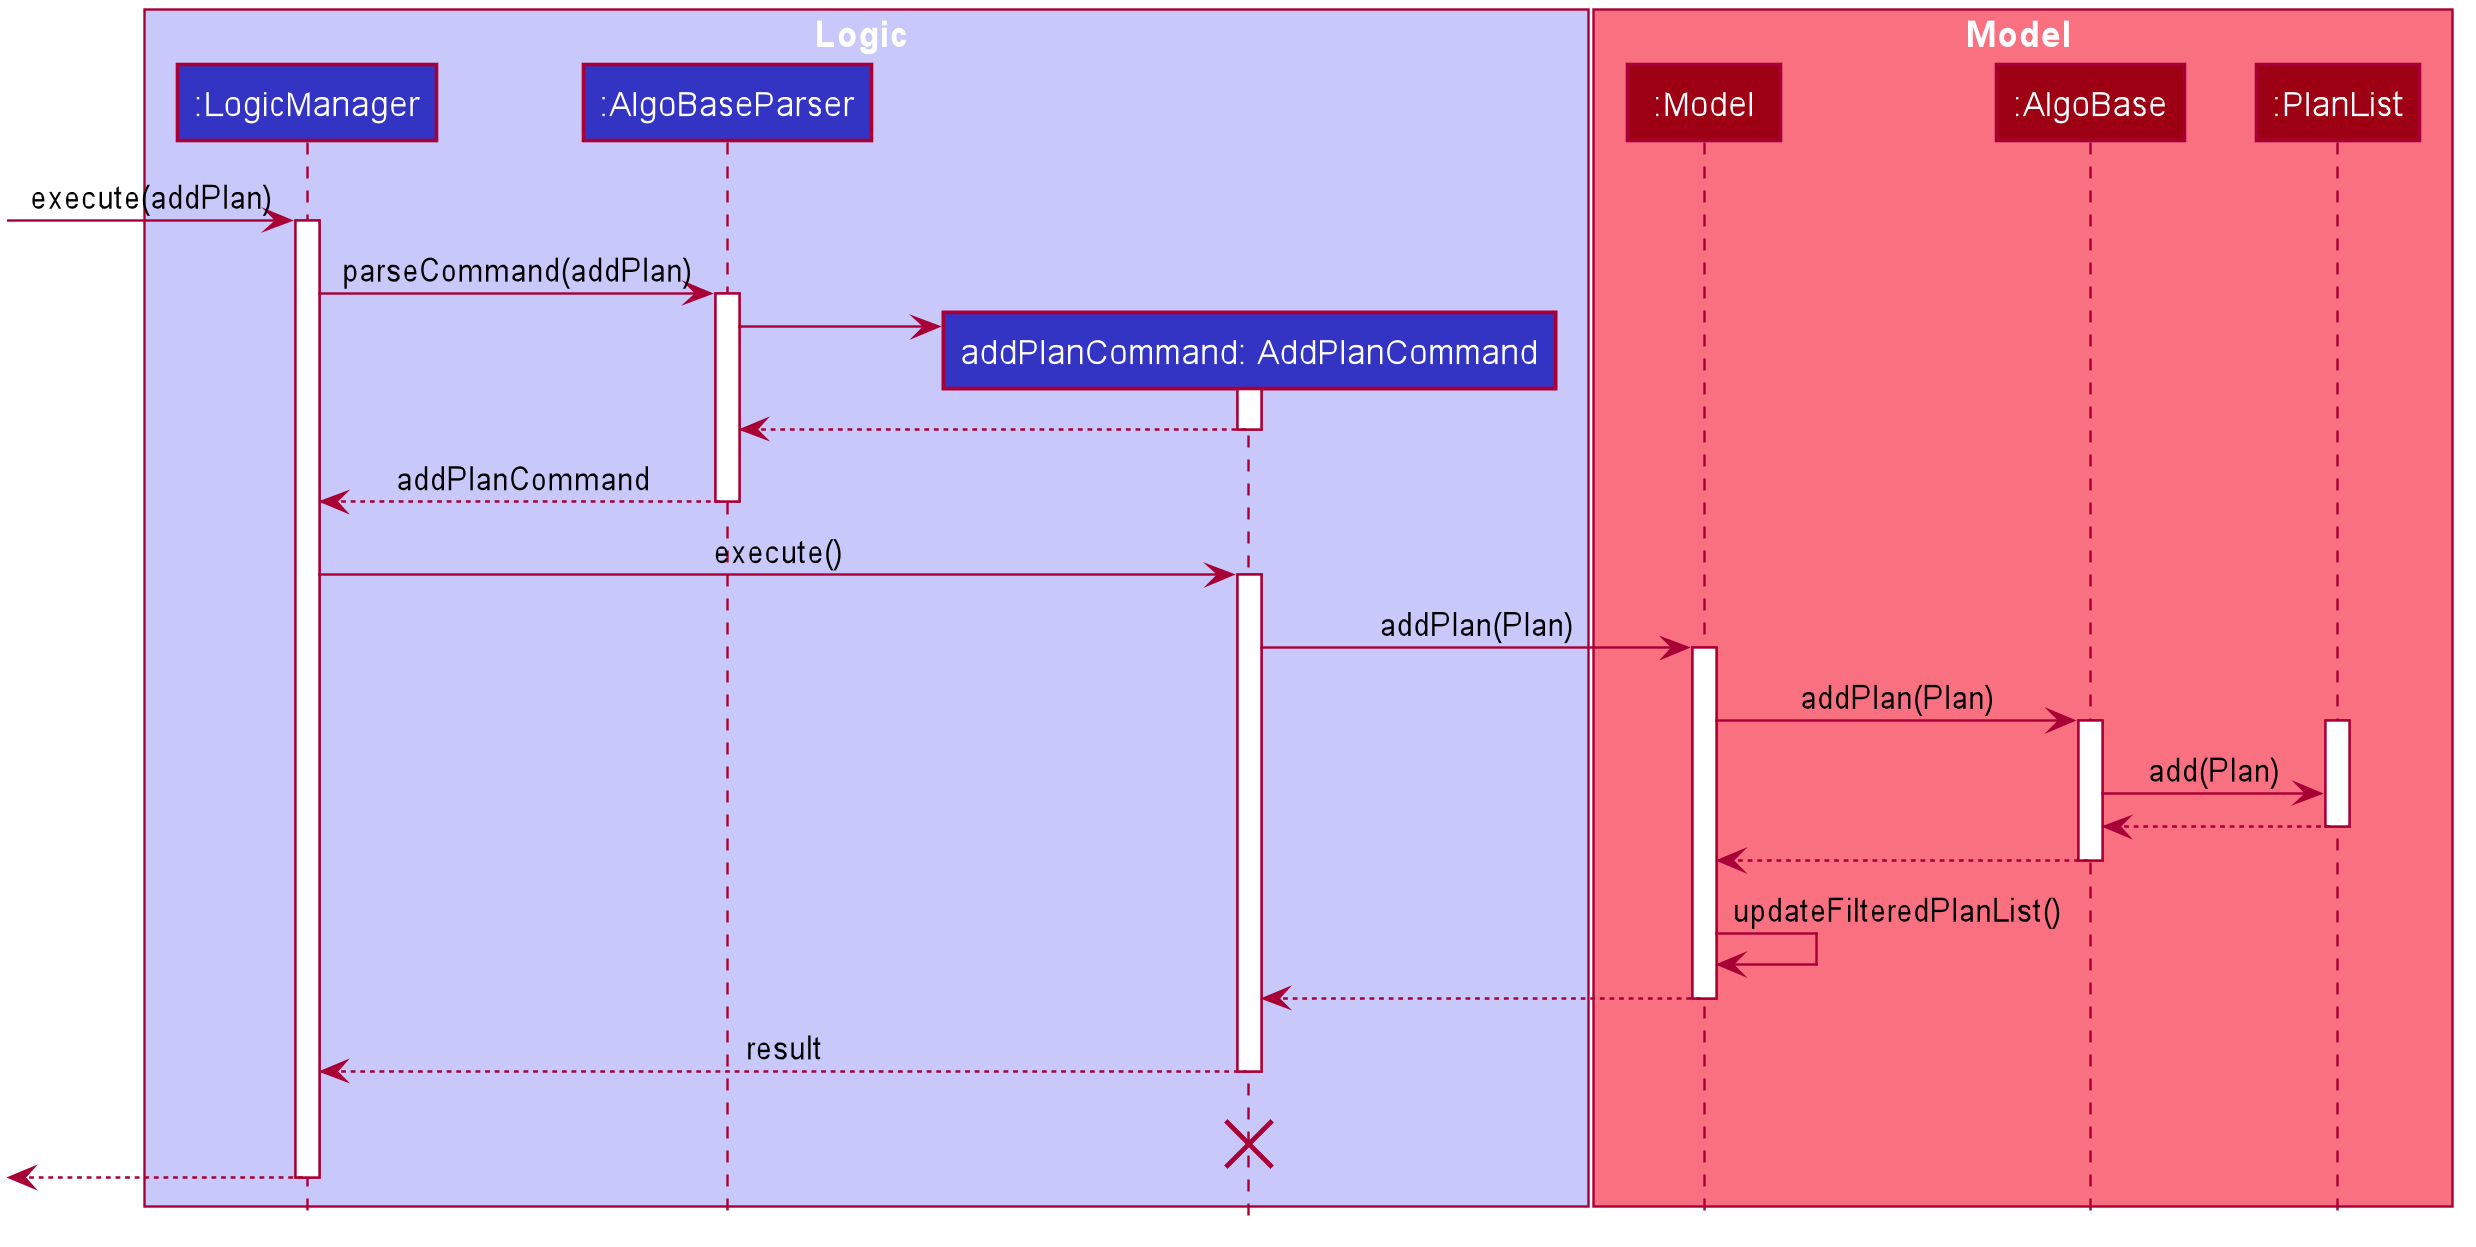 Logic
Model
:LogicManager
:AlgoBaseParser
:Model
:AlgoBase
:PlanList
execute(addPlan)
parseCommand(addPlan)
addPlanCommand: AddPlanCommand
addPlanCommand
execute()
addPlan(Plan)
addPlan(Plan)
add(Plan)
updateFilteredPlanList()
result